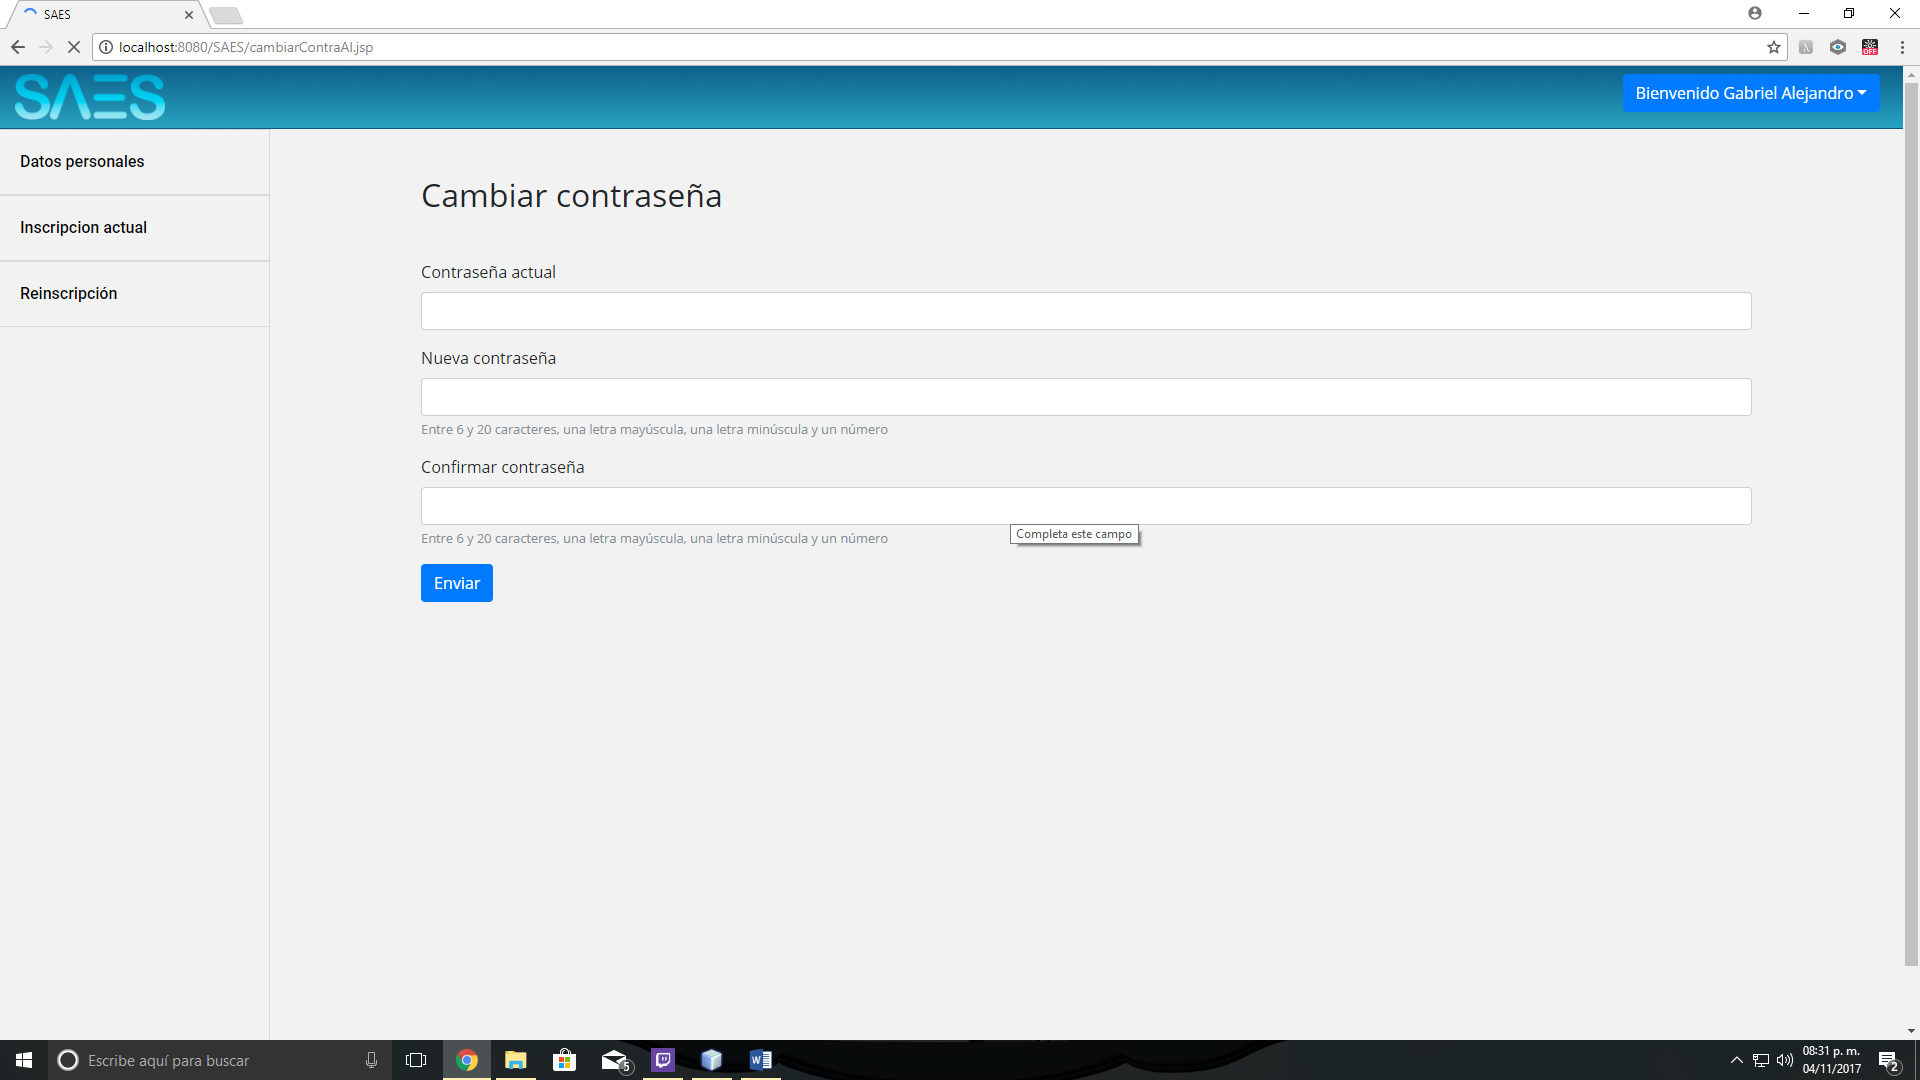 SAES
localhost:8080/SAES/cambiarContraAl.jsp
OFF
SAES
Bienvenido Gabriel Alejandro
Datos personales
Inscripcion actual
Reinscripción
Cambiar contraseña
Contraseña actual
Nueva contraseña
Entre 6 y 20 caracteres, una letra mayúscula, una letra minúscula y un número
Confirmar contraseña
Completa este campo
Entre 6 y 20 caracteres, una letra mayúscula, una letra minúscula y un número
Enviar
Escribe aquí para buscar
5
08:31 p. m.
04/11/2017
2